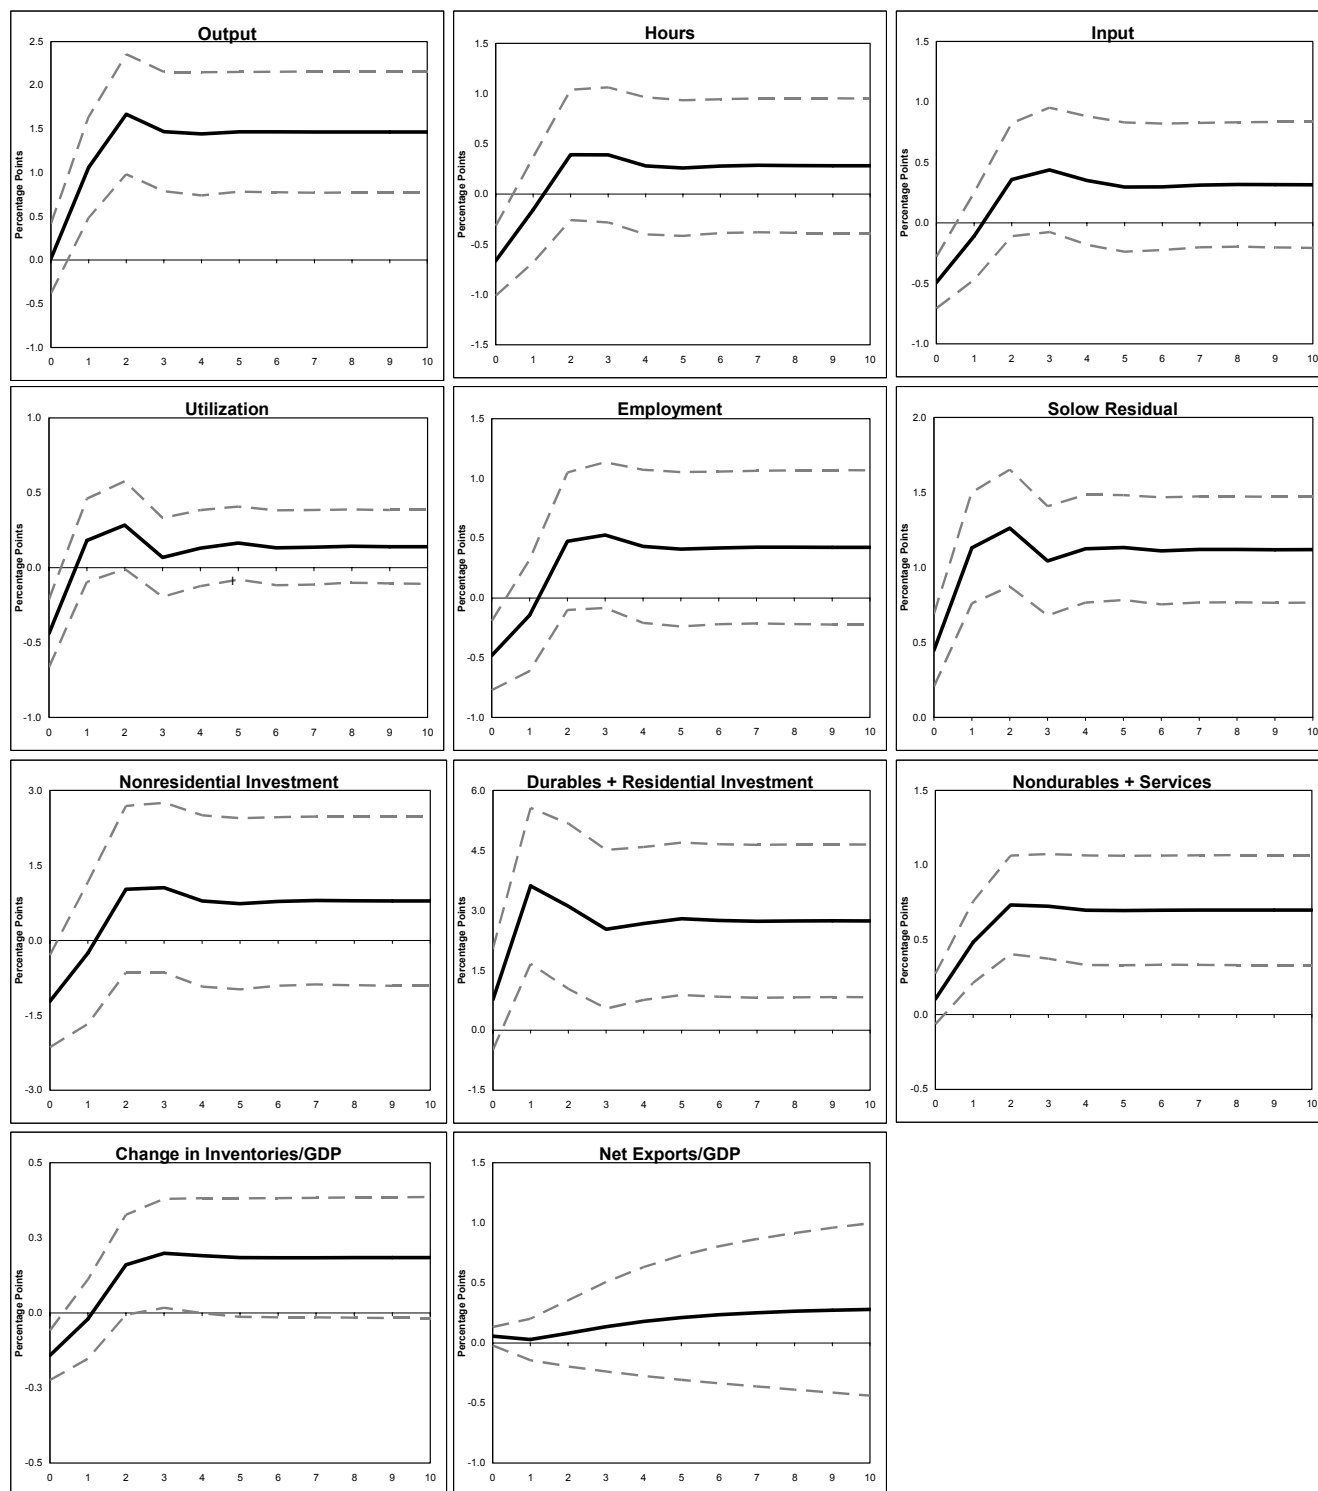 Output
Percentage Points
2.5
2.0
1.5
1.0
0.5
0.0
-0.5
-1.0
0 1 2 3 4 5 6 7 8 9 10
Hours
Percentage Points
1.5
1.0
0.5
0.0
-0.5
-1.0
-1.5
0 1 2 3 4 5 6 7 8 9 10
Input
Percentage Points
1.5
1.0
0.5
0.0
-0.5
-1.0
0 1 2 3 4 5 6 7 8 9 10
Utilization
Percentage Points
1.0
0.5
0.0
-0.5
-1.0
0 1 2 3 4 5 6 7 8 9 10
Employment
Percentage Points
1.5
1.0
0.5
0.0
-0.5
-1.0
0 1 2 3 4 5 6 7 8 9 10
Solow Residual
Percentage Points
2.0
1.5
1.0
0.5
0.0
0 1 2 3 4 5 6 7 8 9 10
Nonresidential Investment
Percentage Points
3.0
1.5
0.0
-1.5
-3.0
0 1 2 3 4 5 6 7 8 9 10
Durables + Residential Investment
Percentage Points
6.0
4.5
3.0
1.5
0.0
-1.5
0 1 2 3 4 5 6 7 8 9 10
Nondurables + Services
Percentage Points
1.5
1.0
0.5
0.0
-0.5
0 1 2 3 4 5 6 7 8 9 10
Change in Inventories/GDP
Percentage Points
0.5
0.3
0.0
-0.3
-0.5
0 1 2 3 4 5 6 7 8 9 10
Net Exports/GDP
Percentage Points
1.5
1.0
0.5
0.0
-0.5
-1.0
0 1 2 3 4 5 6 7 8 9 10